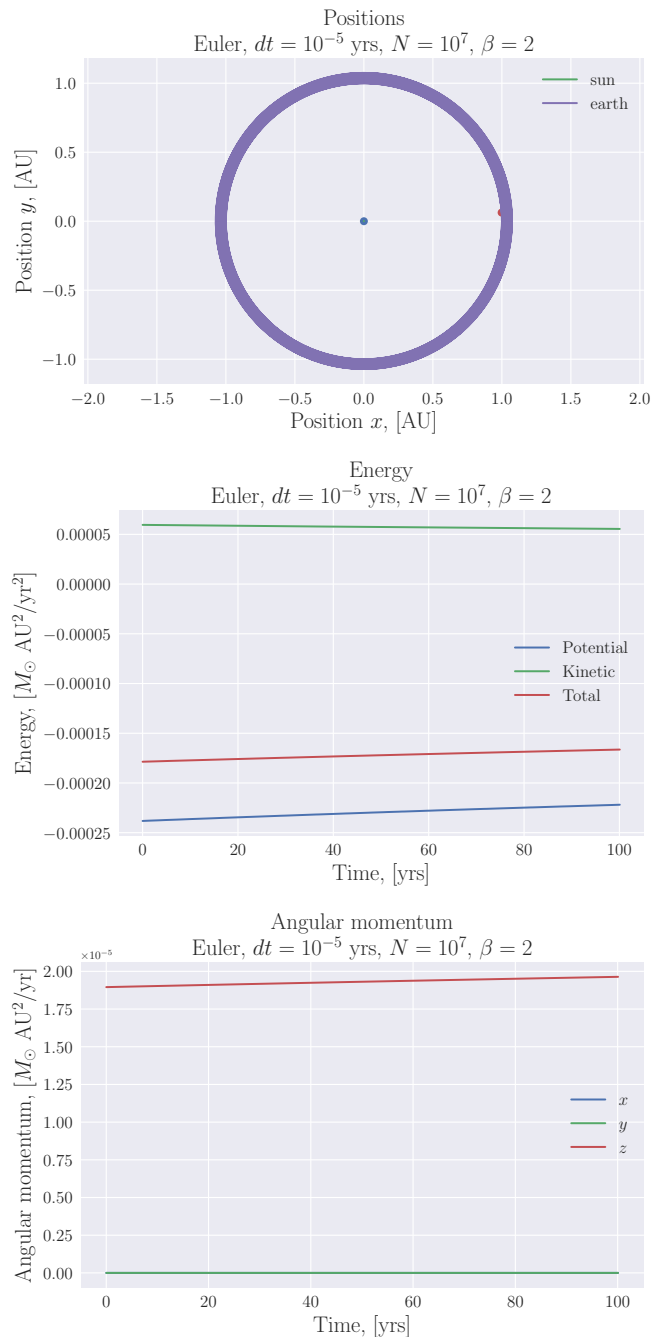 Positions
Euler, $dt = 10^{-5}$ yrs, $N = 10^7$, $\beta = 2$
Position $y$, [AU]
1.0
0.5
0.0
−0.5
−1.0
sun
earth
−2.0 −1.5 −1.0 −0.5 0.0 0.5 1.0 1.5 2.0
Position $x$, [AU]
Energy
Euler, $dt = 10^{-5}$ yrs, $N = 10^7$, $\beta = 2$
Energy, [$M_\odot$ AU$^2$/yr$^2$]
0.00005
0.00000
−0.00005
−0.00010
−0.00015
−0.00020
−0.00025
Potential
Kinetic
Total
0 20 40 60 80 100
Time, [yrs]
Angular momentum
Euler, $dt = 10^{-5}$ yrs, $N = 10^7$, $\beta = 2$
×10$^{-5}$
Angular momentum, [$M_\odot$ AU$^2$/yr]
2.00
1.75
1.50
1.25
1.00
0.75
0.50
0.25
0.00
$x$
$y$
$z$
0 20 40 60 80 100
Time, [yrs]